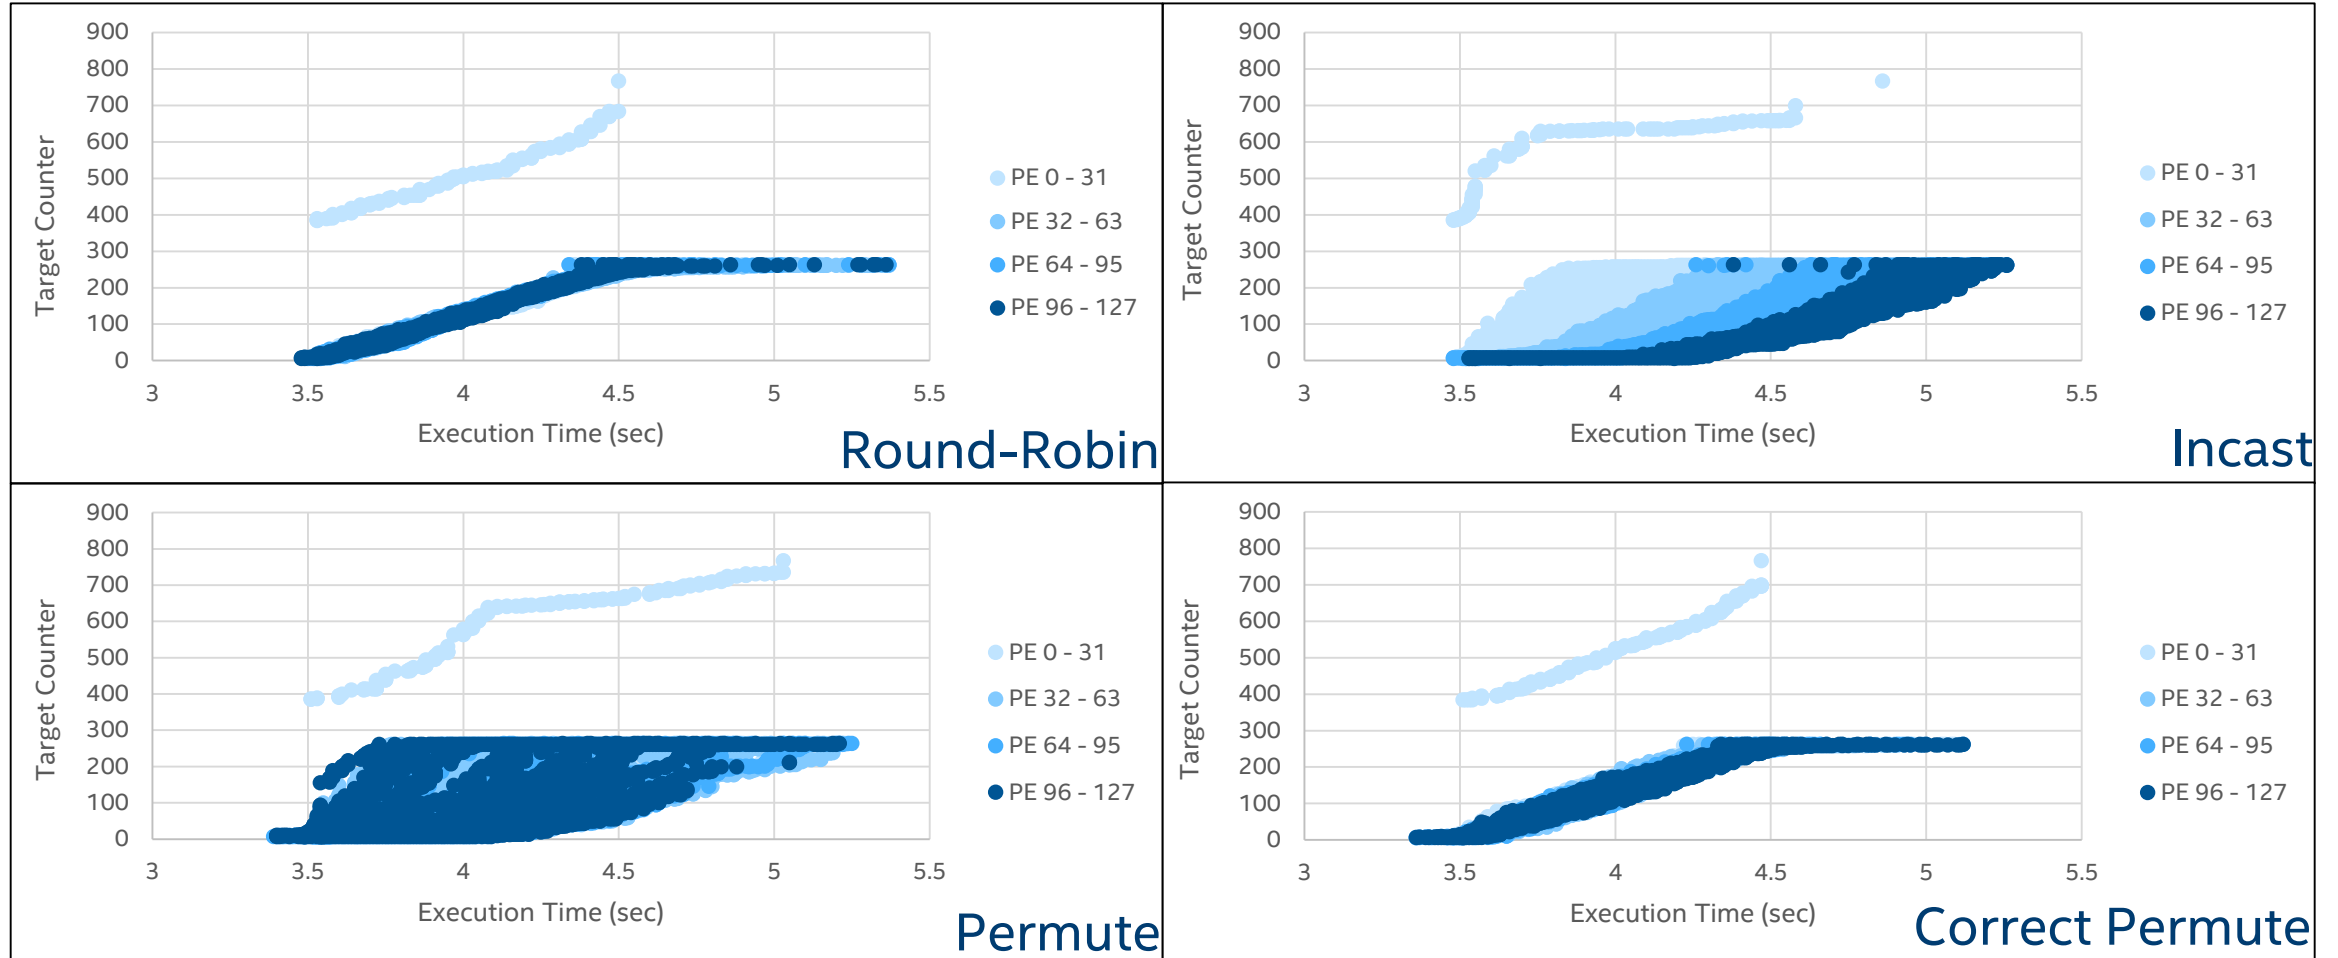 900
800
700
600
500
400
300
200
100
0
Target Counter
3 3.5 4 4.5 5 5.5
Execution Time (sec)
PE 0 - 31
PE 32 - 63
PE 64 - 95
PE 96 - 127
Round-Robin
900
800
700
600
500
400
300
200
100
0
Target Counter
3 3.5 4 4.5 5 5.5
Execution Time (sec)
PE 0 - 31
PE 32 - 63
PE 64 - 95
PE 96 - 127
Incast
900
800
700
600
500
400
300
200
100
0
Target Counter
3 3.5 4 4.5 5 5.5
Execution Time (sec)
PE 0 - 31
PE 32 - 63
PE 64 - 95
PE 96 - 127
Permute
900
800
700
600
500
400
300
200
100
0
Target Counter
3 3.5 4 4.5 5 5.5
Execution Time (sec)
PE 0 - 31
PE 32 - 63
PE 64 - 95
PE 96 - 127
Correct Permute